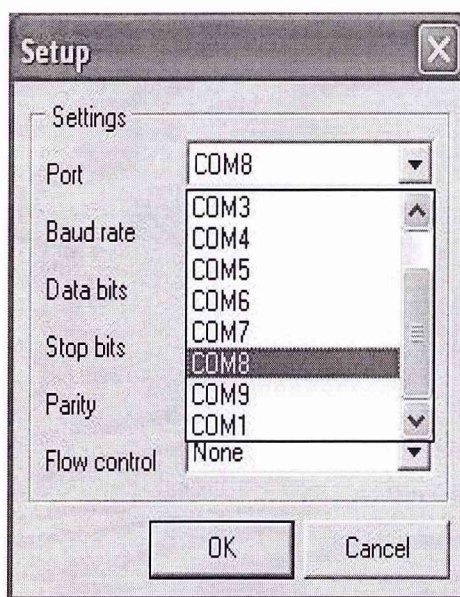 Setup
Settings
Port
COM8
COM3
COM4
Baud rate
COM5
Data bits
COM6
COM7
Stop bits
COM8
COM9
Parity
COM1
Flow control
None
OK
Cancel